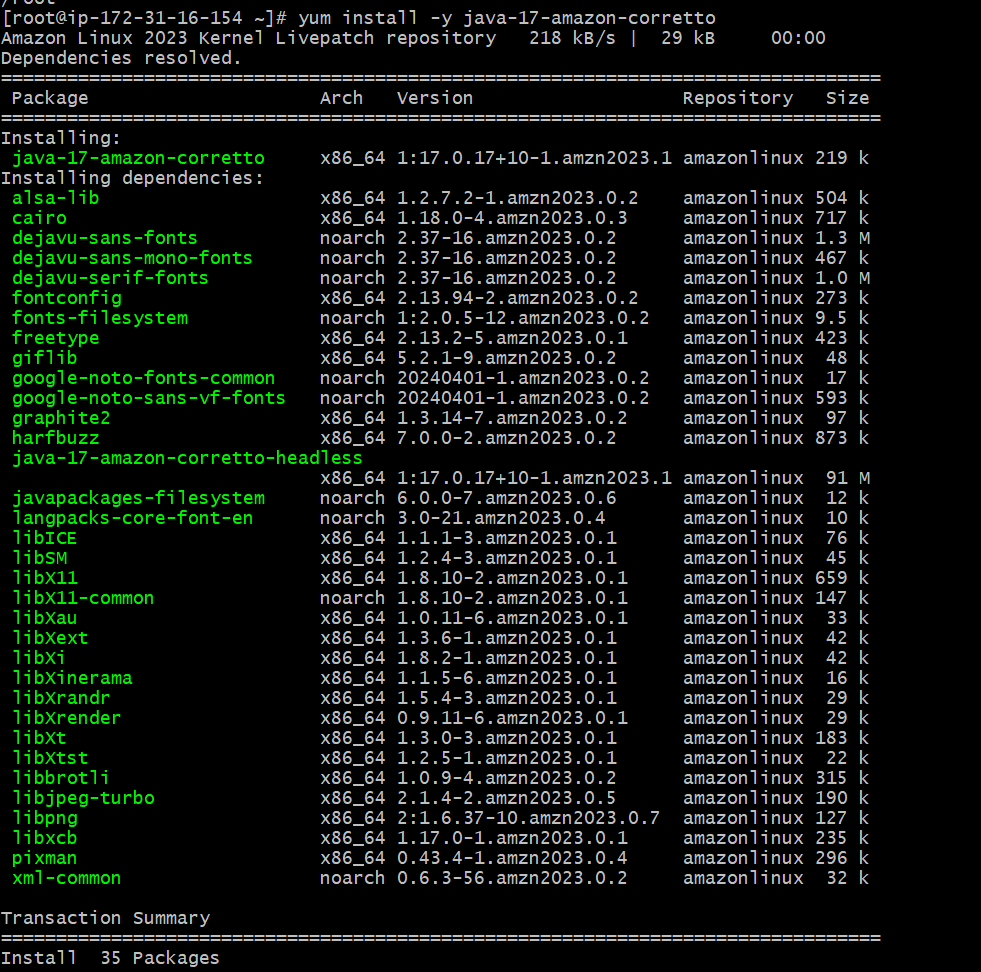 /root
[root@ip-172-31-16-154 ~]# yum install -y java-17-amazon-corretto
Amazon Linux 2023 Kernel Livepatch repository   218 kB/s |  29 kB     00:00
Dependencies resolved.
================================================================================
 Package                     Arch   Version                   Repository   Size
================================================================================
Installing:
 java-17-amazon-corretto     x86_64 1:17.0.17+10-1.amzn2023.1 amazonlinux 219 k
Installing dependencies:
 alsa-lib                    x86_64 1.2.7.2-1.amzn2023.0.2    amazonlinux 504 k
 cairo                       x86_64 1.18.0-4.amzn2023.0.3     amazonlinux 717 k
 dejavu-sans-fonts           noarch 2.37-16.amzn2023.0.2      amazonlinux 1.3 M
 dejavu-sans-mono-fonts      noarch 2.37-16.amzn2023.0.2      amazonlinux 467 k
 dejavu-serif-fonts          noarch 2.37-16.amzn2023.0.2      amazonlinux 1.0 M
 fontconfig                  x86_64 2.13.94-2.amzn2023.0.2    amazonlinux 273 k
 fonts-filesystem            noarch 1:2.0.5-12.amzn2023.0.2   amazonlinux 9.5 k
 freetype                    x86_64 2.13.2-5.amzn2023.0.1     amazonlinux 423 k
 giflib                      x86_64 5.2.1-9.amzn2023.0.2      amazonlinux  48 k
 google-noto-fonts-common    noarch 20240401-1.amzn2023.0.2   amazonlinux  17 k
 google-noto-sans-vf-fonts   noarch 20240401-1.amzn2023.0.2   amazonlinux 593 k
 graphite2                   x86_64 1.3.14-7.amzn2023.0.2     amazonlinux  97 k
 harfbuzz                    x86_64 7.0.0-2.amzn2023.0.2      amazonlinux 873 k
 java-17-amazon-corretto-headless
                             x86_64 1:17.0.17+10-1.amzn2023.1 amazonlinux  91 M
 javapackages-filesystem     noarch 6.0.0-7.amzn2023.0.6      amazonlinux  12 k
 langpacks-core-font-en      noarch 3.0-21.amzn2023.0.4       amazonlinux  10 k
 libICE                      x86_64 1.1.1-3.amzn2023.0.1      amazonlinux  76 k
 libSM                       x86_64 1.2.4-3.amzn2023.0.1      amazonlinux  45 k
 libX11                      x86_64 1.8.10-2.amzn2023.0.1     amazonlinux 659 k
 libX11-common               noarch 1.8.10-2.amzn2023.0.1     amazonlinux 147 k
 libXau                      x86_64 1.0.11-6.amzn2023.0.1     amazonlinux  33 k
 libXext                     x86_64 1.3.6-1.amzn2023.0.1      amazonlinux  42 k
 libXi                       x86_64 1.8.2-1.amzn2023.0.1      amazonlinux  42 k
 libXinerama                 x86_64 1.1.5-6.amzn2023.0.1      amazonlinux  16 k
 libXrandr                   x86_64 1.5.4-3.amzn2023.0.1      amazonlinux  29 k
 libXrender                  x86_64 0.9.11-6.amzn2023.0.1     amazonlinux  29 k
 libXt                       x86_64 1.3.0-3.amzn2023.0.1      amazonlinux 183 k
 libXtst                     x86_64 1.2.5-1.amzn2023.0.1      amazonlinux  22 k
 libbrotli                   x86_64 1.0.9-4.amzn2023.0.2      amazonlinux 315 k
 libjpeg-turbo               x86_64 2.1.4-2.amzn2023.0.5      amazonlinux 190 k
 libpng                      x86_64 2:1.6.37-10.amzn2023.0.7  amazonlinux 127 k
 libxcb                      x86_64 1.17.0-1.amzn2023.0.1     amazonlinux 235 k
 pixman                      x86_64 0.43.4-1.amzn2023.0.4     amazonlinux 296 k
 xml-common                  noarch 0.6.3-56.amzn2023.0.2     amazonlinux  32 k

Transaction Summary
================================================================================
Install  35 Packages